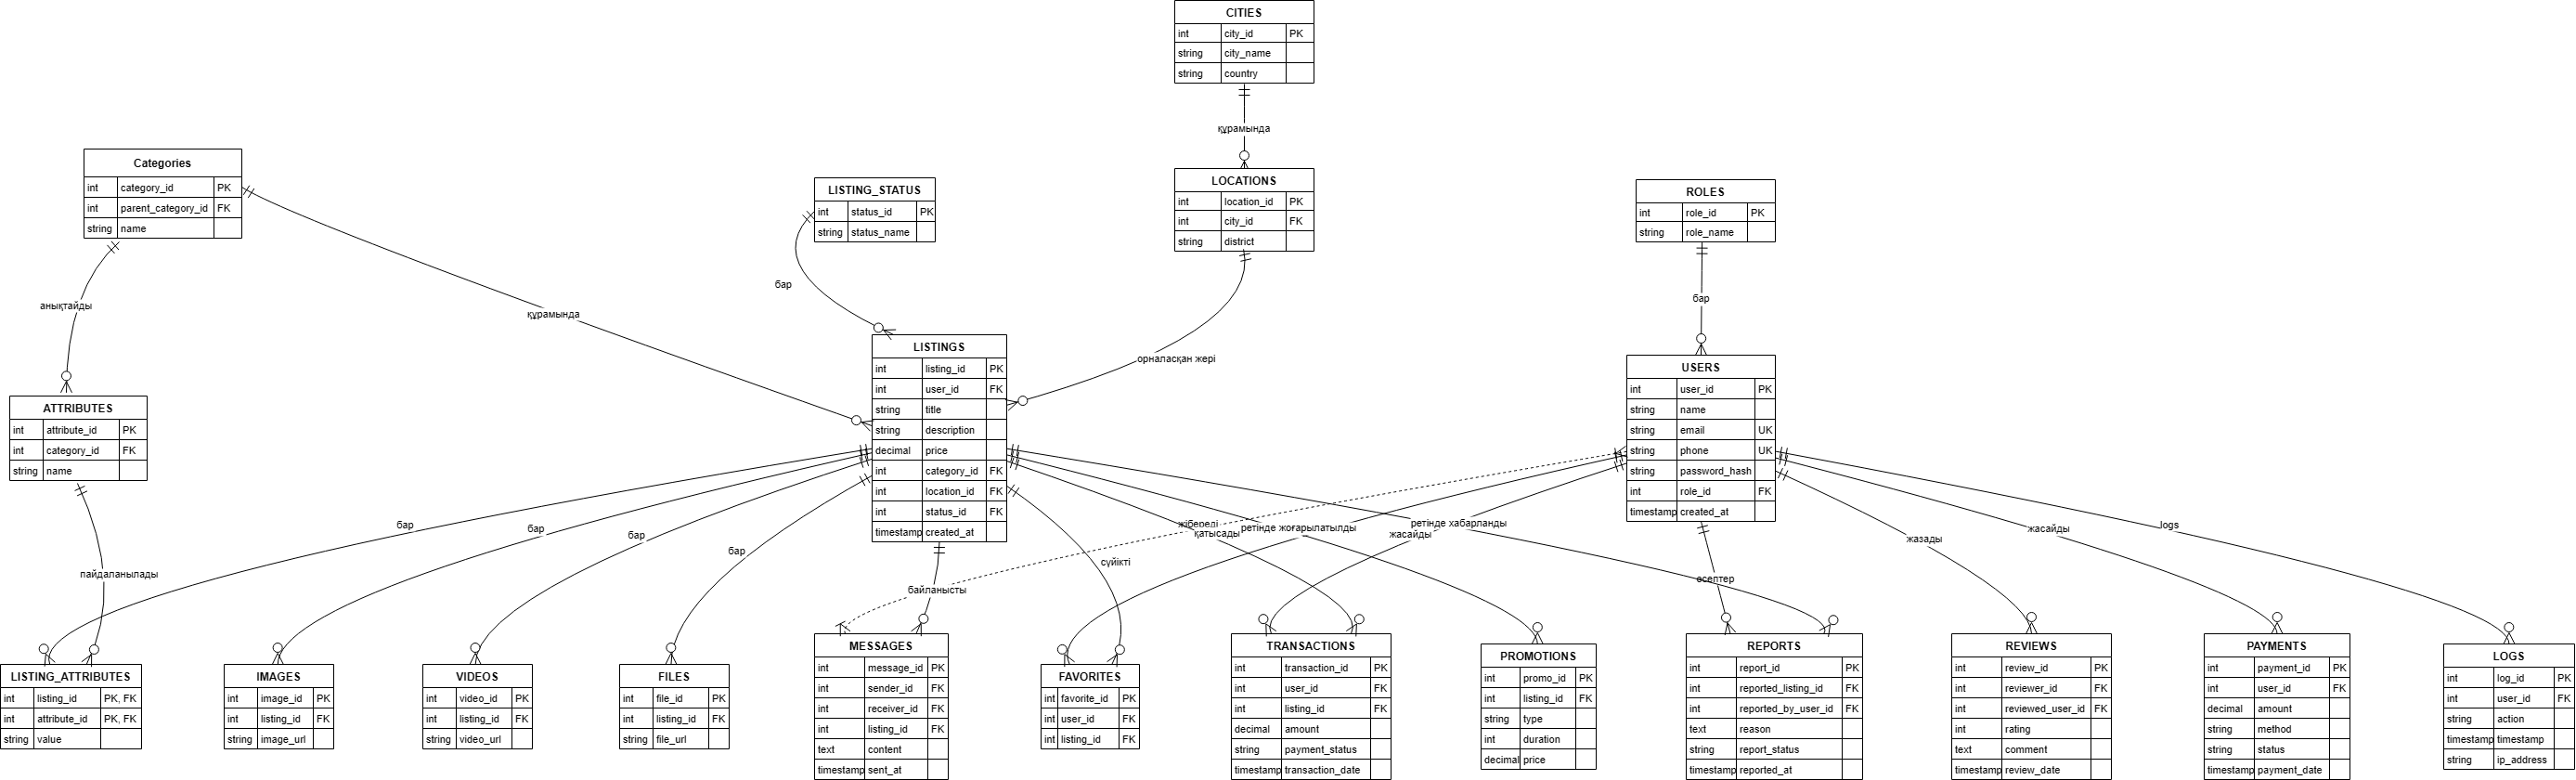 CITIES
int city_id PK
string city_name
string country
құрамында
Categories
int category_id PK
int parent_category_id FK
string name
LISTING_STATUS
int status_id PK
string status_name
LOCATIONS
int location_id PK
int city_id FK
string district
ROLES
int role_id PK
string role_name
анықтайды
құрамында
бар
орналасқан жері
бар
LISTINGS
int listing_id PK
int user_id FK
string title
string description
decimal price
int category_id FK
int location_id FK
int status_id FK
timestamp created_at
USERS
int user_id PK
string name
string email UK
string phone UK
string password_hash
int role_id FK
timestamp created_at
ATTRIBUTES
int attribute_id PK
int category_id FK
string name
бар
бар
бар
бар
жібереді
қатысады
ретінде жоғарылатылды
ретінде хабарланды
жасайды
жазады
жасайды
logs
пайдаланылады
байланысты
сүйікті
есептер
LISTING_ATTRIBUTES
int listing_id PK, FK
int attribute_id PK, FK
string value
IMAGES
int image_id PK
int listing_id FK
string image_url
VIDEOS
int video_id PK
int listing_id FK
string video_url
FILES
int file_id PK
int listing_id FK
string file_url
MESSAGES
int message_id PK
int sender_id FK
int receiver_id FK
int listing_id FK
text content
timestamp sent_at
FAVORITES
int favorite_id PK
int user_id FK
int listing_id FK
TRANSACTIONS
int transaction_id PK
int user_id FK
int listing_id FK
decimal amount
string payment_status
timestamp transaction_date
PROMOTIONS
int promo_id PK
int listing_id FK
string type
int duration
decimal price
REPORTS
int report_id PK
int reported_listing_id FK
int reported_by_user_id FK
text reason
string report_status
timestamp reported_at
REVIEWS
int review_id PK
int reviewer_id FK
int reviewed_user_id FK
int rating
text comment
timestamp review_date
PAYMENTS
int payment_id PK
int user_id FK
decimal amount
string method
string status
timestamp payment_date
LOGS
int log_id PK
int user_id FK
string action
timestamp timestamp
string ip_address